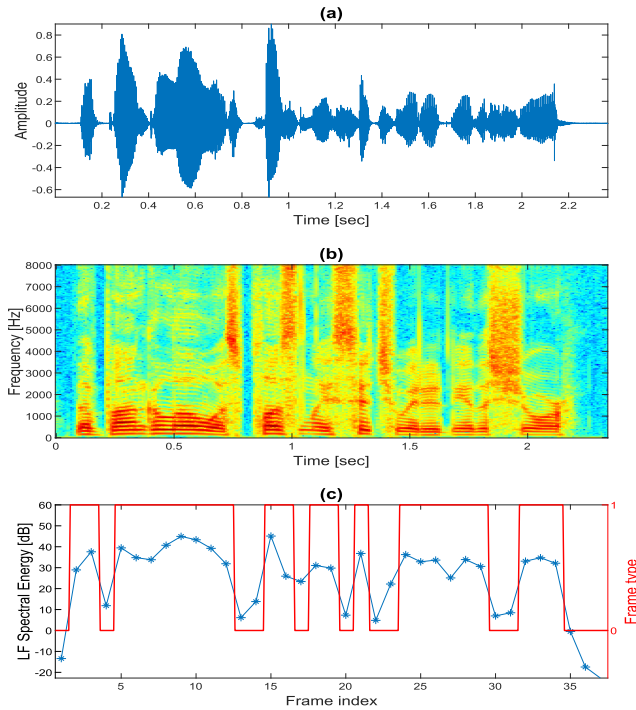 (a)
0.8
0.6
0.4
0.2
0
-0.2
-0.4
-0.6
Amplitude
0.2 0.4 0.6 0.8 1 1.2 1.4 1.6 1.8 2 2.2
Time [sec]
(b)
8000
7000
6000
5000
4000
3000
2000
1000
0
Frequency [Hz]
0 0.5 1 1.5 2
Time [sec]
(c)
60
50
40
30
20
10
0
-10
-20
LF Spectral Energy [dB]
1
0
Frame type
5 10 15 20 25 30 35
Frame index